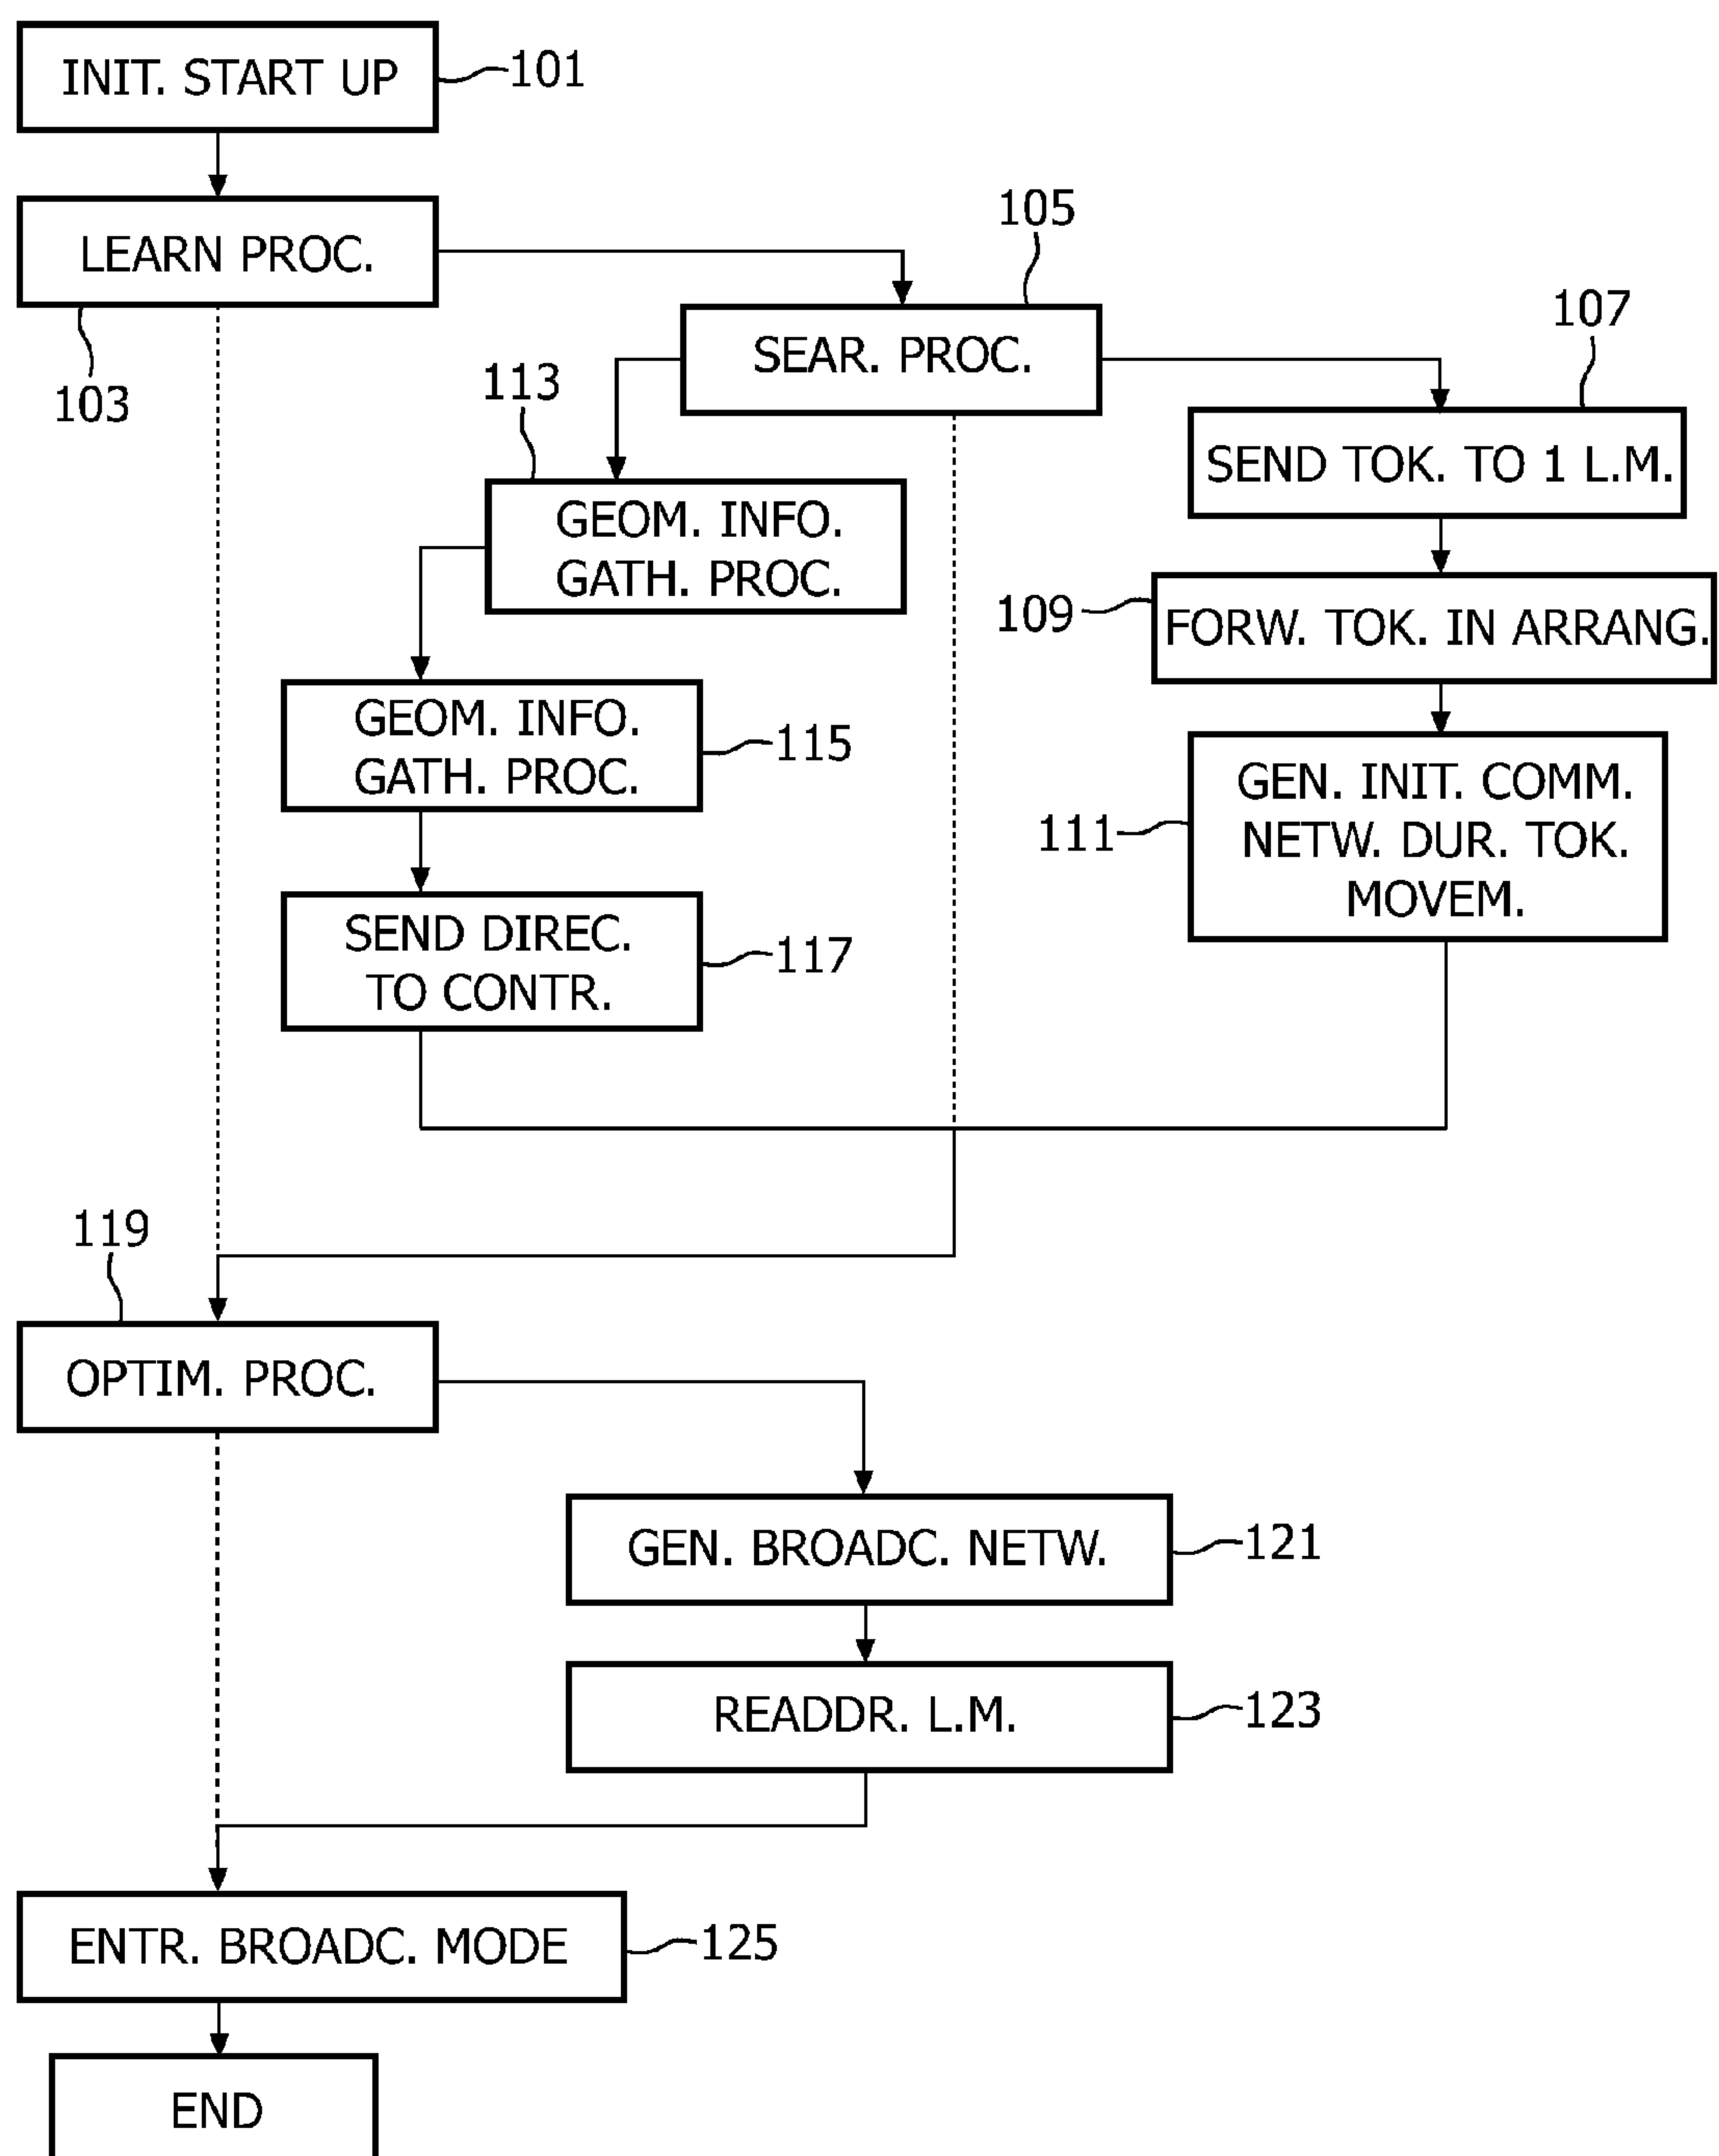 INIT. START UP
101
LEARN PROC.
103
105
SEAR. PROC.
107
SEND TOK. TO 1 L.M.
113
GEOM. INFO.
GATH. PROC.
109
FORW. TOK. IN ARRANG.
GEOM. INFO.
GATH. PROC.
115
111
GEN. INIT. COMM.
NETW. DUR. TOK.
MOVEM.
SEND DIREC.
TO CONTR.
117
119
OPTIM. PROC.
GEN. BROADC. NETW.
121
READDR. L.M.
123
ENTR. BROADC. MODE
125
END